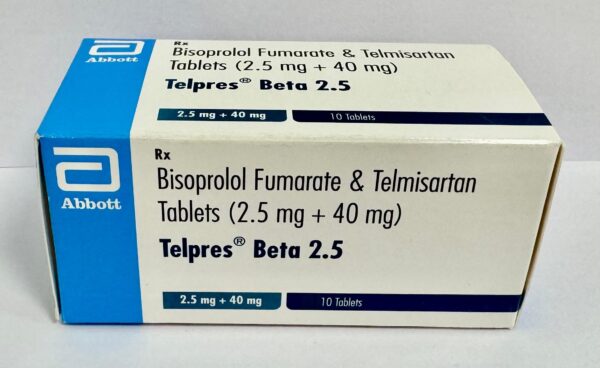 Abbott
Rx
Bisoprolol Fumarate & Telmisartan
Tablets (2.5 mg + 40 mg)
Telpres® Beta 2.5
2.5 mg + 40 mg
10 Tablets
Abbott
Rx
Bisoprolol Fumarate & Telmisartan
Tablets (2.5 mg + 40 mg)
Telpres® Beta 2.5
2.5 mg + 40 mg
10 Tablets